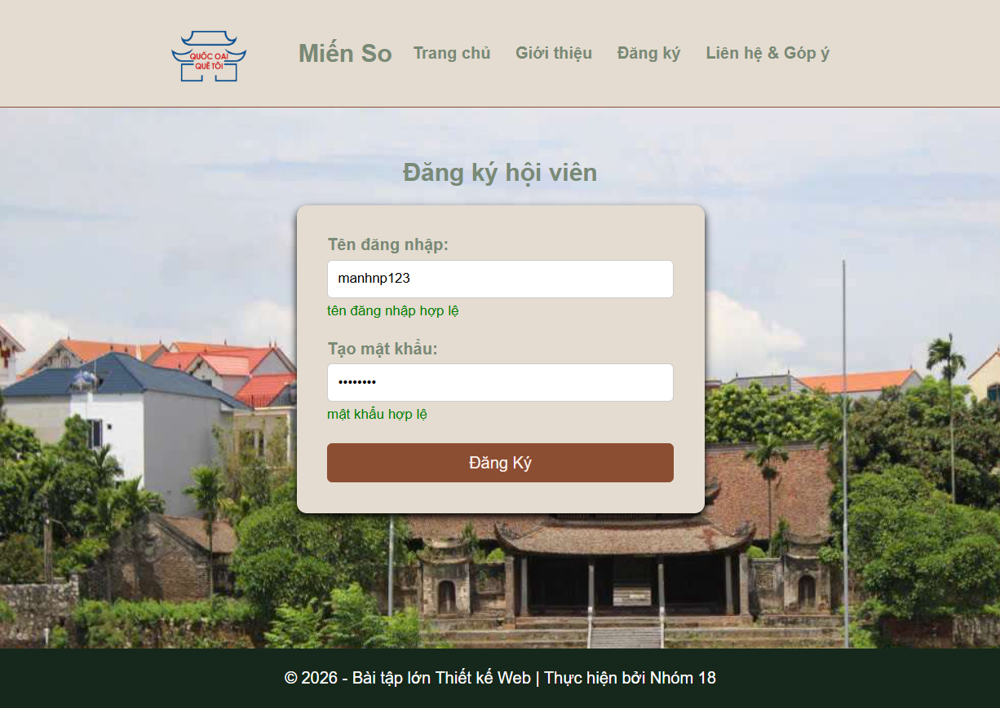 QUỐC OAI
QUÊ TÔI
Miến So
Trang chủ
Giới thiệu
Đăng ký
Liên hệ & Góp ý
Đăng ký hội viên
Tên đăng nhập:
manhnp123
tên đăng nhập hợp lệ
Tạo mật khẩu:
••••••••
mật khẩu hợp lệ
Đăng Ký
© 2026 - Bài tập lớn Thiết kế Web | Thực hiện bởi Nhóm 18